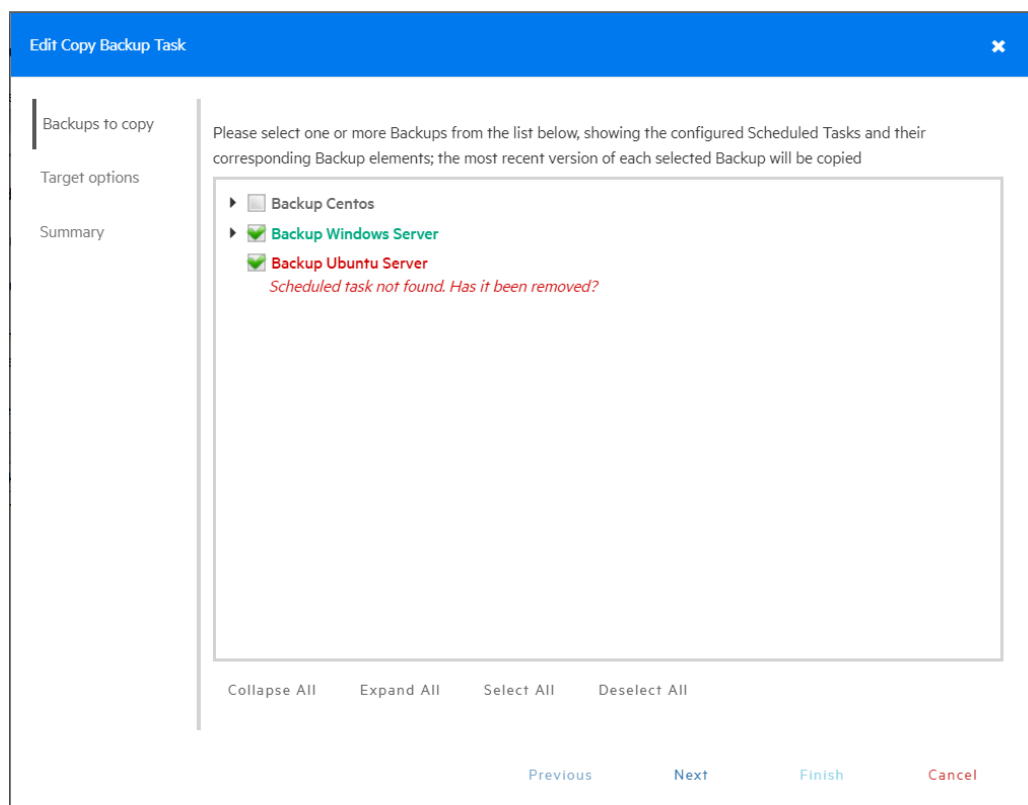 Edit Copy Backup Task
Backups to copy
Target options
Summary
Please select one or more Backups from the list below, showing the configured Scheduled Tasks and their
corresponding Backup elements; the most recent version of each selected Backup will be copied
Backup Centos
Backup Windows Server
Backup Ubuntu Server
Scheduled task not found. Has it been removed?
Collapse All Expand All Select All Deselect All
Previous Next Finish Cancel